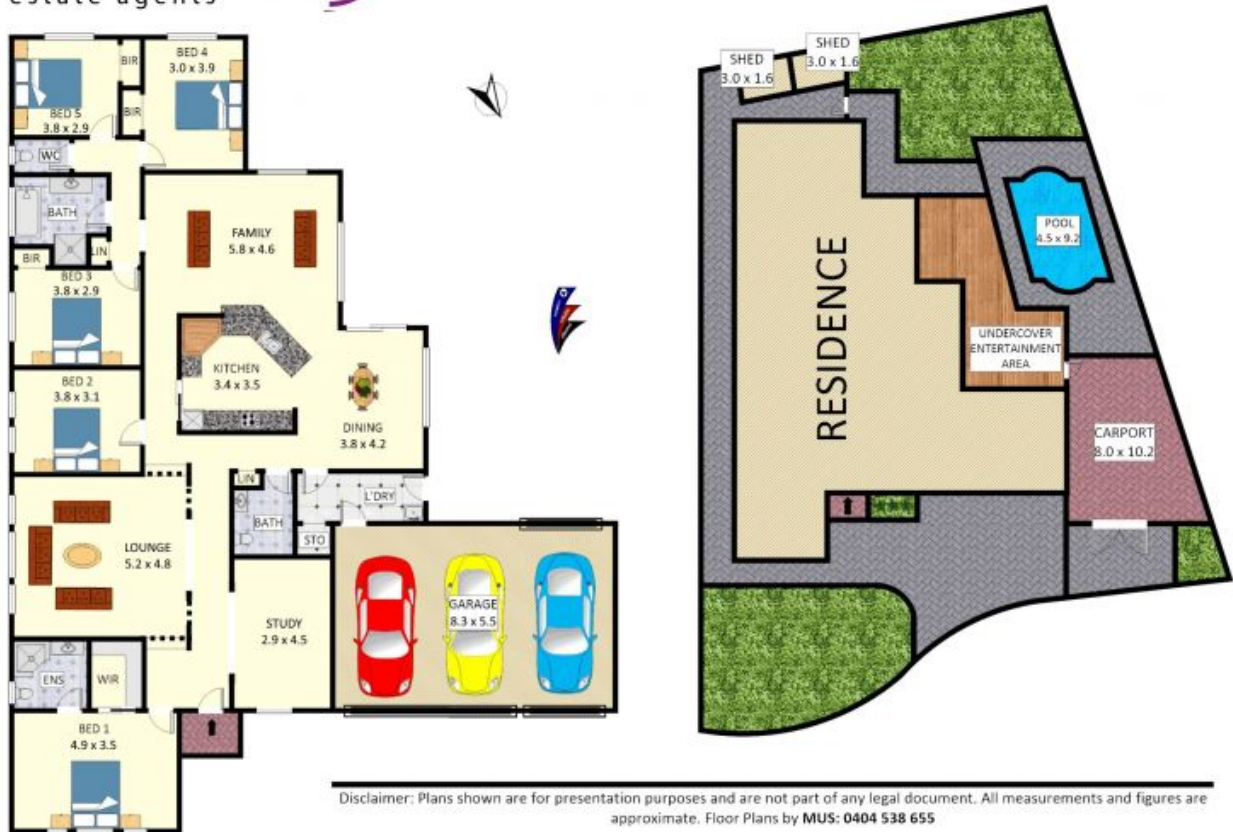 estate agents
BED 5
3.8 x 2.9
BIR
BIR
BED 4
3.0 x 3.9
WC
BATH
LIN
BIR
BED 3
3.8 x 2.9
FAMILY
5.8 x 4.6
KITCHEN
3.4 x 3.5
BED 2
3.8 x 3.1
DINING
3.8 x 4.2
LIN
BATH
L'DRY
STO
LOUNGE
5.2 x 4.8
STUDY
2.9 x 4.5
GARAGE
8.3 x 5.5
ENS
WIR
BED 1
4.9 x 3.5
SHED
3.0 x 1.6
SHED
3.0 x 1.6
POOL
4.5 x 9.2
RESIDENCE
UNDERCOVER
ENTERTAINMENT
AREA
CARPORT
8.0 x 10.2
Disclaimer: Plans shown are for presentation purposes and are not part of any legal document. All measurements and figures are
approximate. Floor Plans by MUS: 0404 538 655